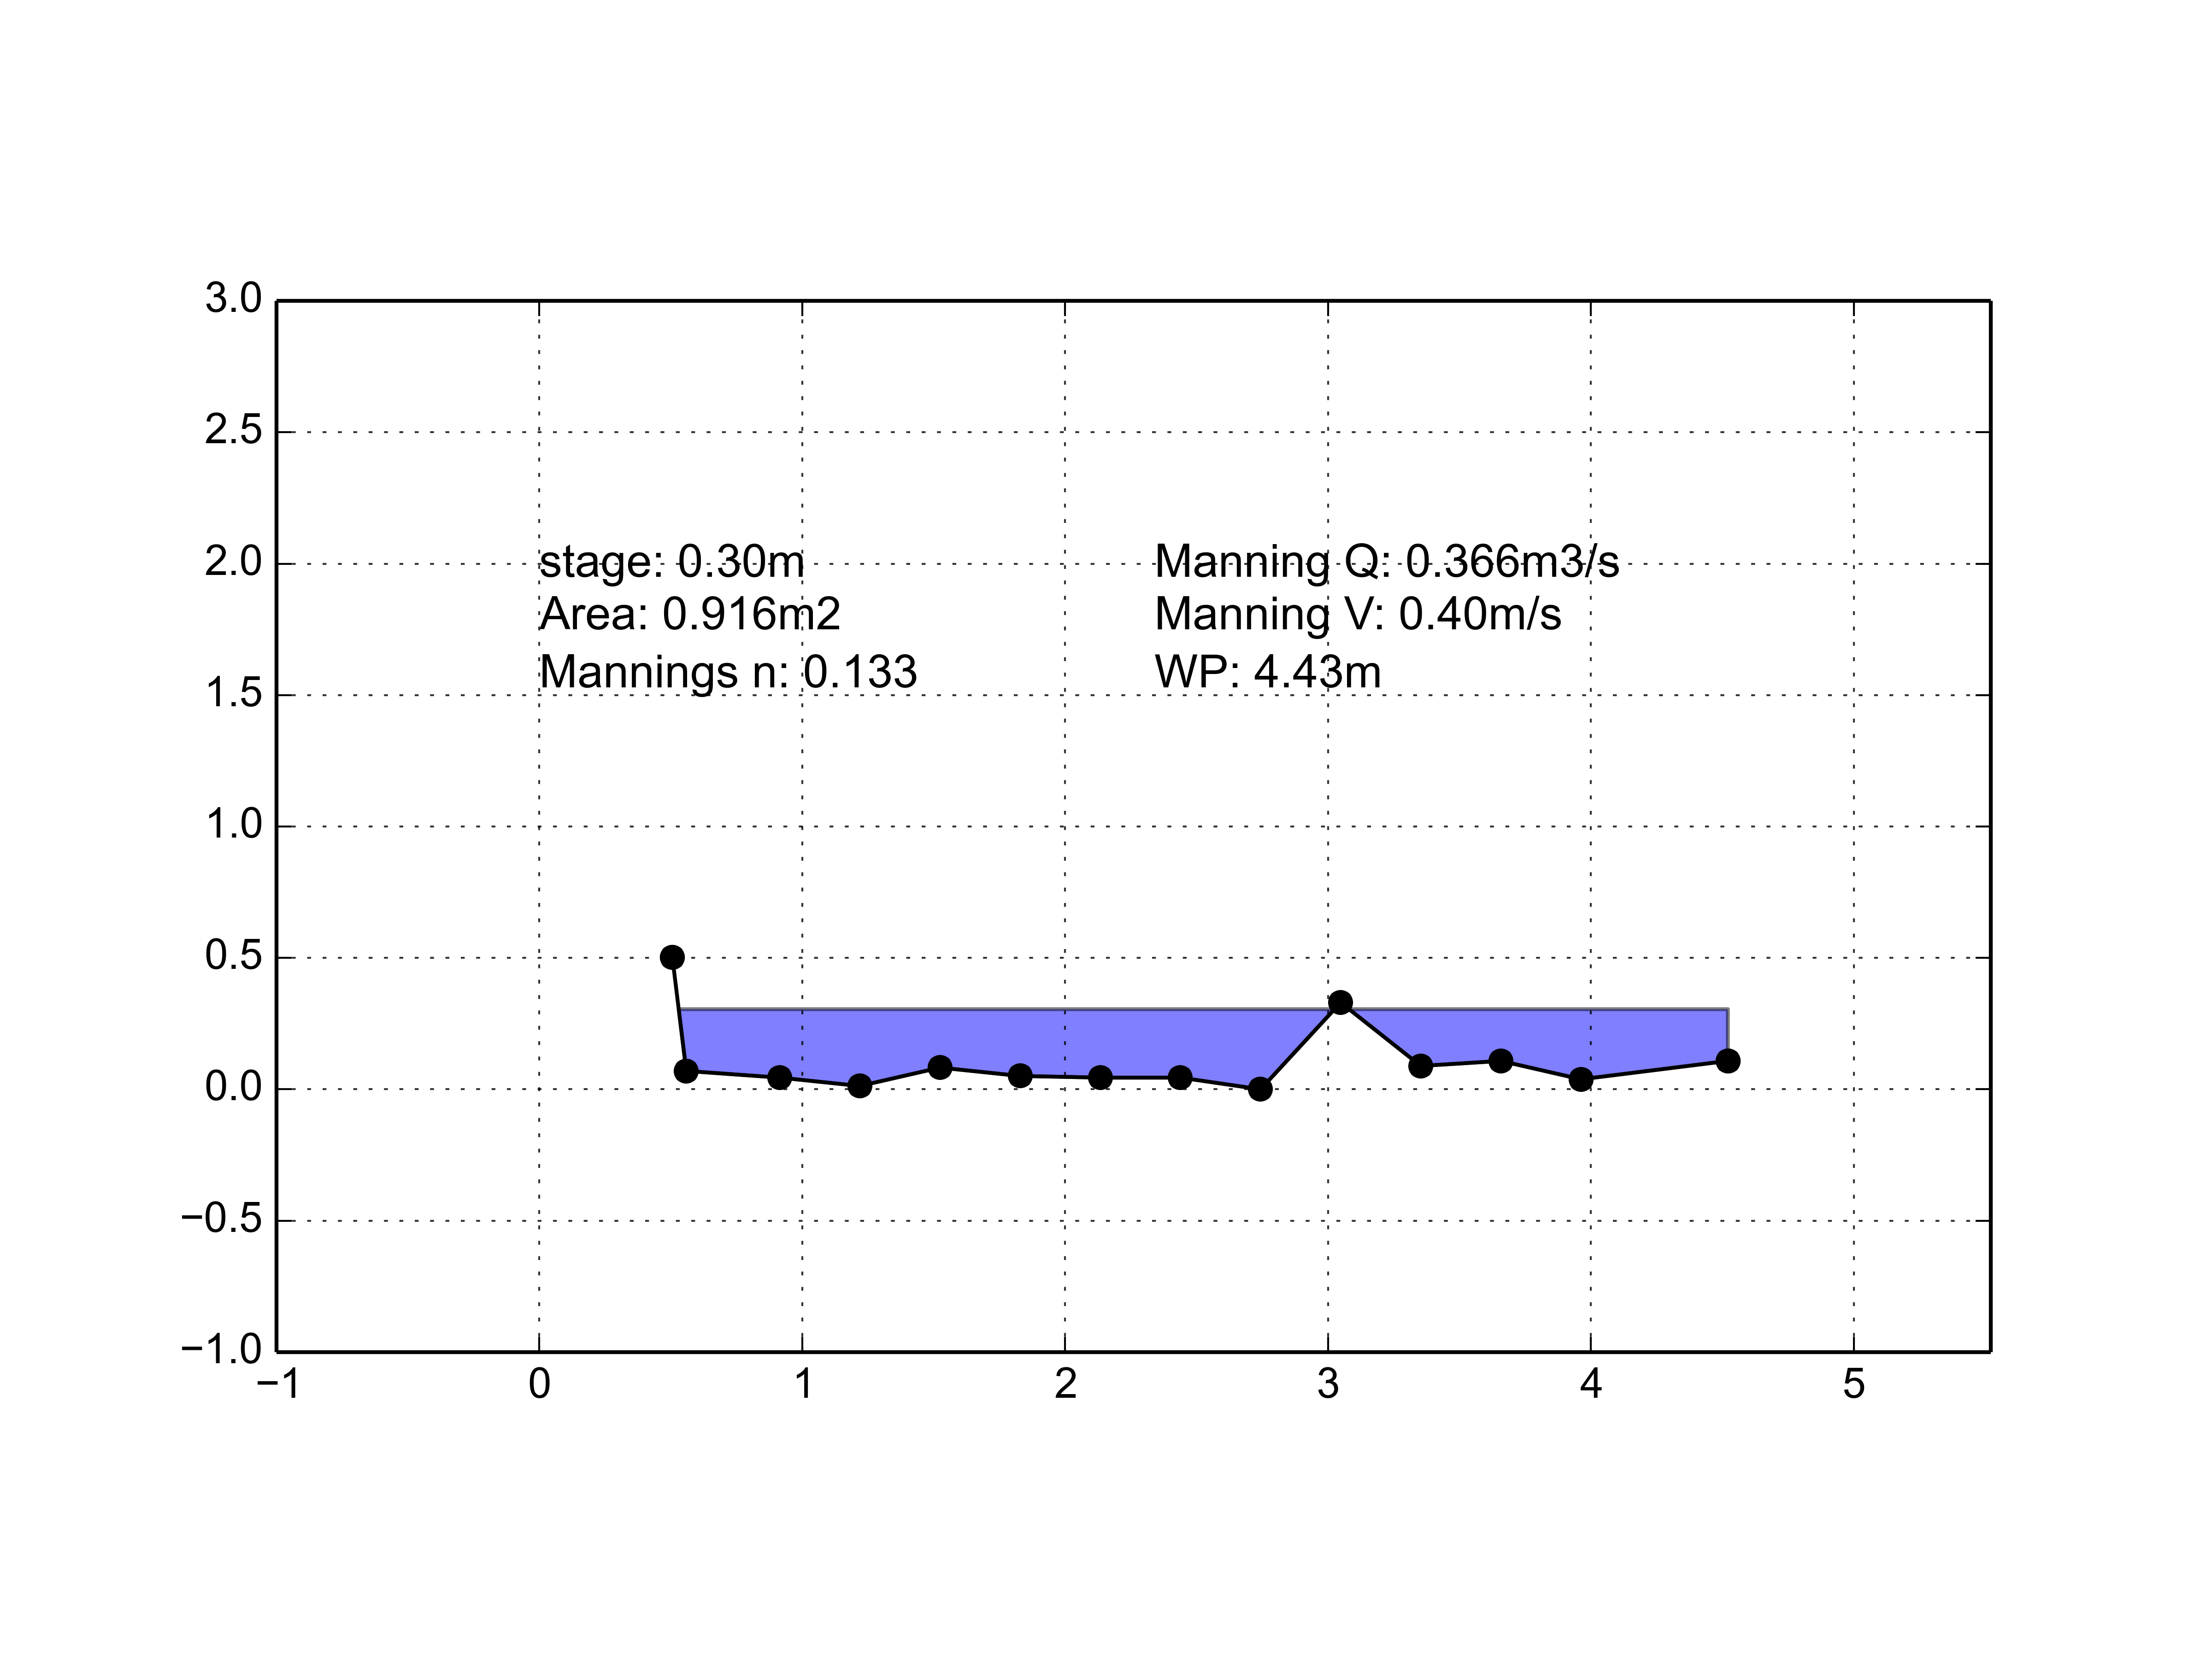 3.0
2.5
2.0
1.5
1.0
0.5
0.0
−0.5
−1.0
stage: 0.30m
Area: 0.916m2
Mannings n: 0.133
Manning Q: 0.366m3/s
Manning V: 0.40m/s
WP: 4.43m
−1 0 1 2 3 4 5